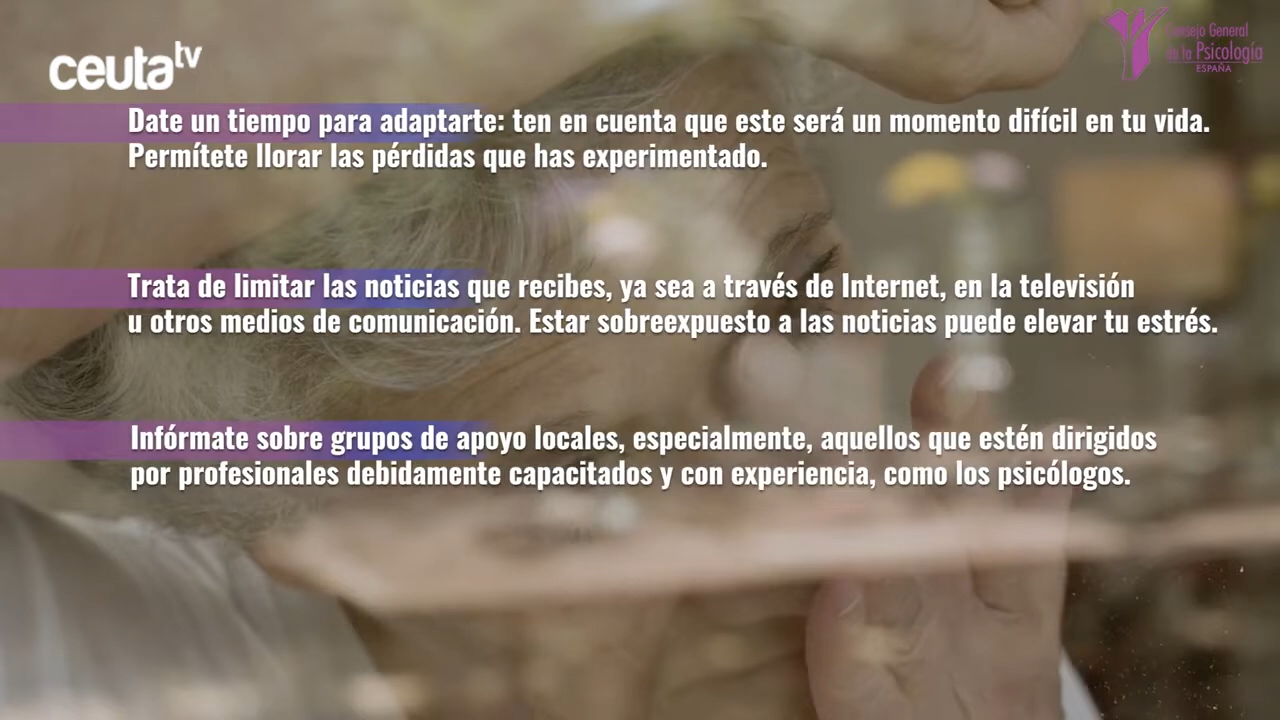 ceuta tv
Consejo General
de la Psicología
ESPAÑA
Date un tiempo para adaptarte: ten en cuenta que este será un momento difícil en tu vida.
Permítete llorar las pérdidas que has experimentado.
Trata de limitar las noticias que recibes, ya sea a través de Internet, en la televisión
u otros medios de comunicación. Estar sobreexpuesto a las noticias puede elevar tu estrés.
Infórmate sobre grupos de apoyo locales, especialmente, aquellos que estén dirigidos
por profesionales debidamente capacitados y con experiencia, como los psicólogos.